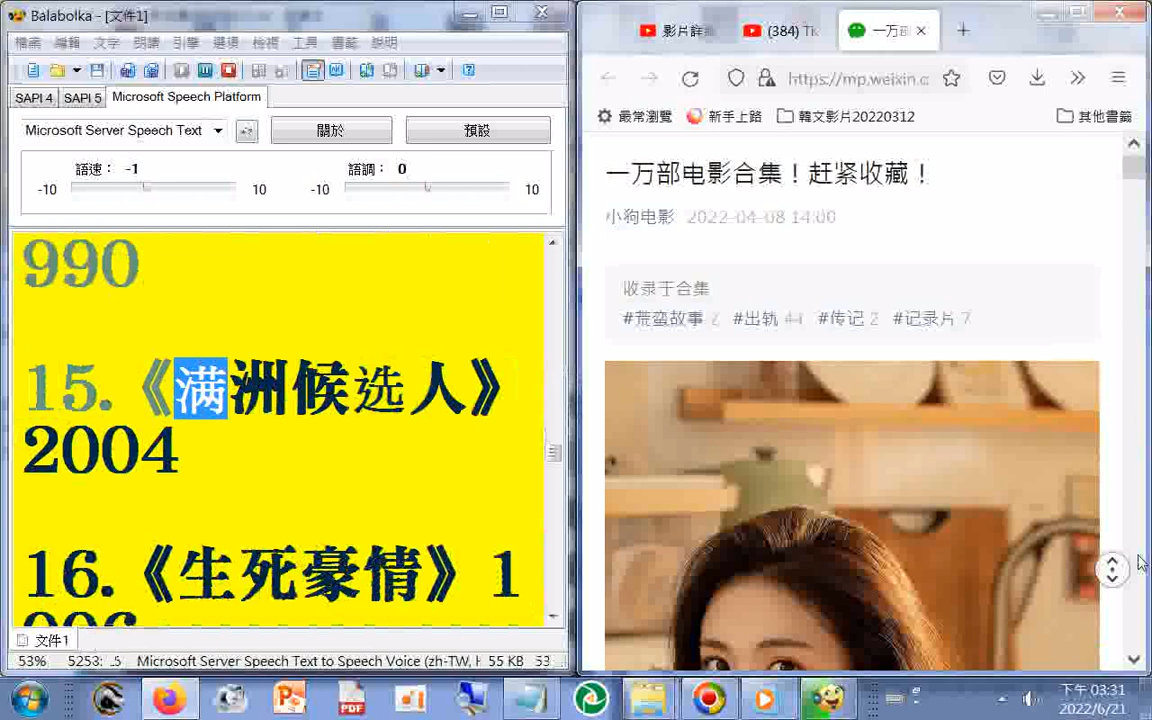 Balabolka - [文件1]
檔案 編輯 文字 朗讀 引擎 選項 檢視 工具 書籤 說明
SAPI 4 SAPI 5 Microsoft Speech Platform
Microsoft Server Speech Text
關於
預設
語速： -1
語調： 0
-10 10 -10 10
990
15.《满洲候选人》
2004
16.《生死豪情》1
文件1
53% Microsoft Server Speech Text to Speech Voice (zh-TW, H 55 KB 53
影片詳
(384)
一万部
https://mp.weixin.
最常瀏覽 新手上路 韓文影片20220312 其他書籤
一万部电影合集！赶紧收藏！
小狗电影 2022-04-08 14:00
收录于合集
#荒蛮故事 2 #出轨 44 #传记 2 #记录片 7
PDF
下午 03:31
2022/6/21